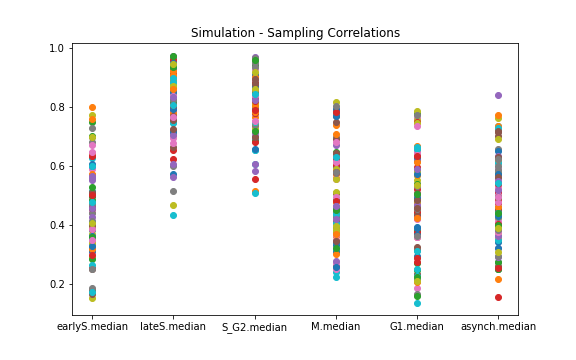 Simulation - Sampling Correlations
1.0
0.8
0.6
0.4
0.2
earlyS.median lateS.median S_G2.median M.median G1.median asynch.median